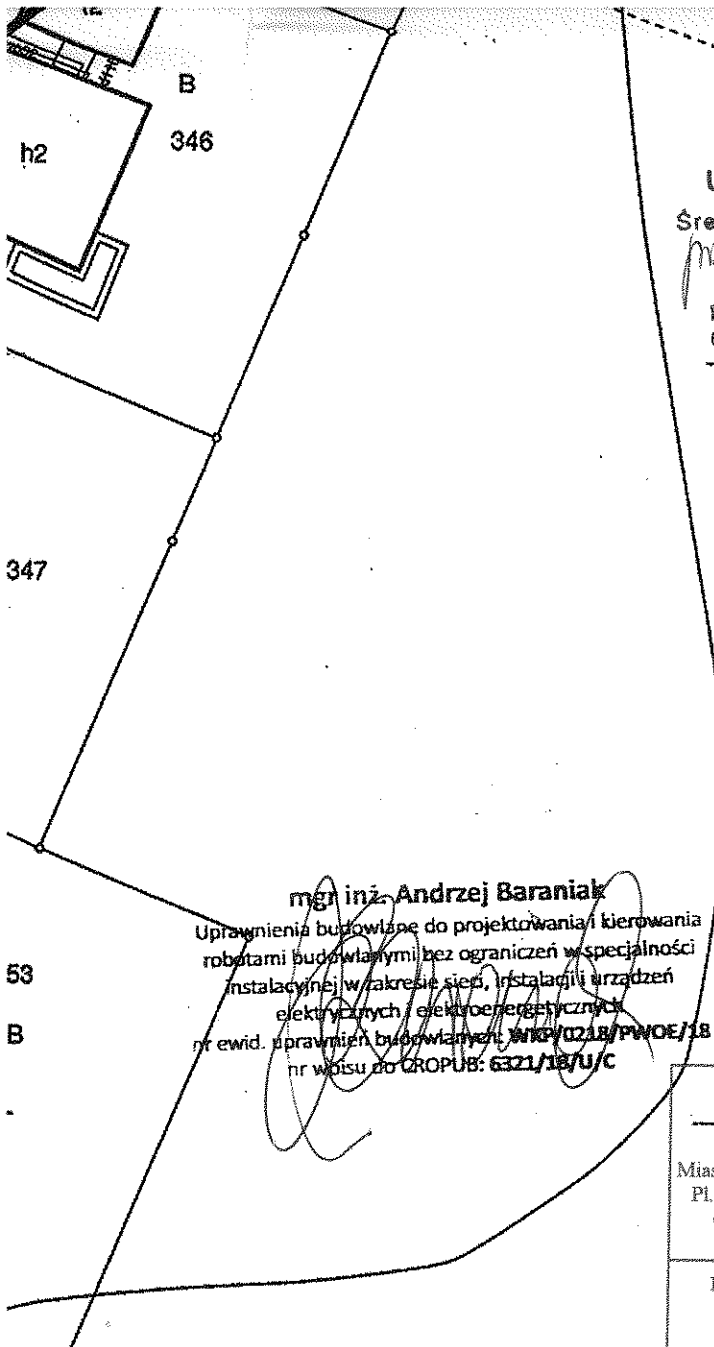 B
346
h2
Śre
347
mgr inż. Andrzej Baraniak
Uprawnienia budowlane do projektowania i kierowania
robotami budowlanymi bez ograniczeń w specjalności
instalacyjnej w zakresie sieci, instalacji i urządzeń
elektrycznych i elektroenergetycznych
nr ewid. uprawnień budowlanych: WKP/0218/PWOE/18
nr wpisu do CROPUB: 6321/18/U/C
53
B
Mias
Pl.